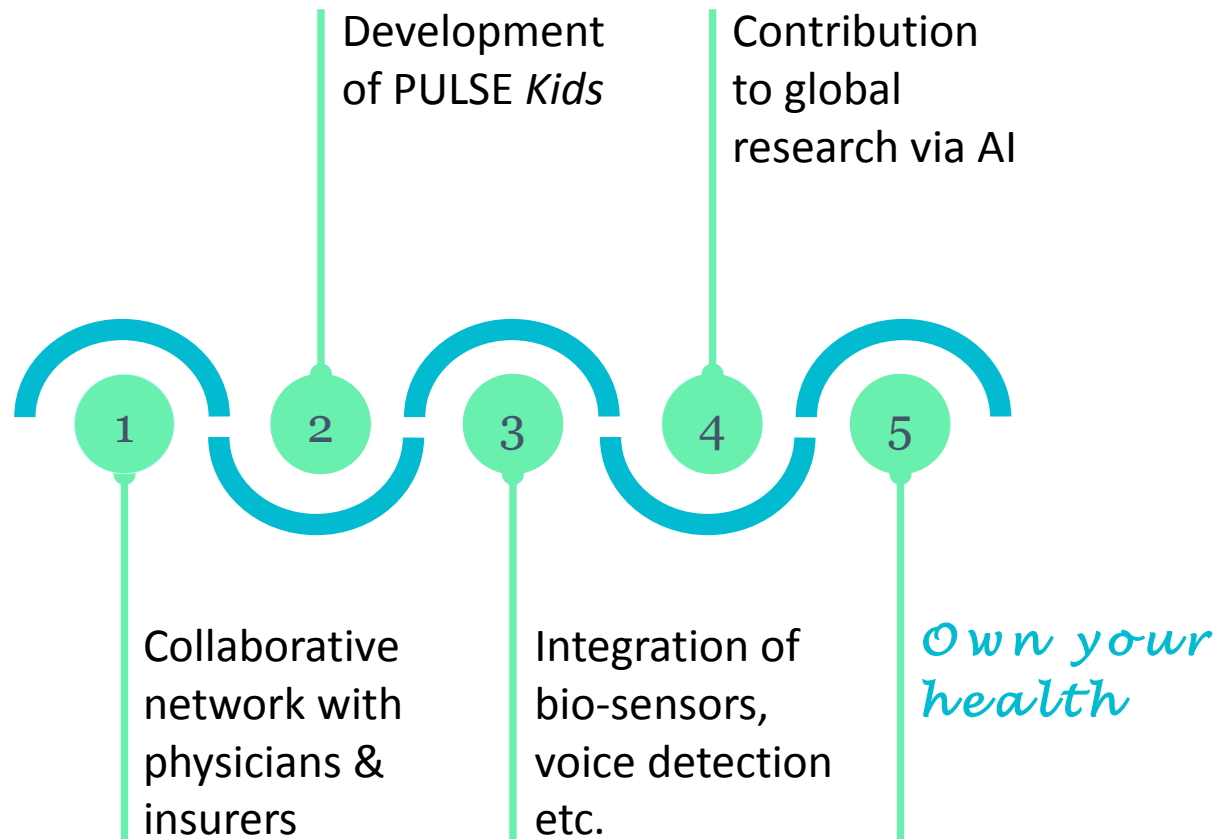 Development
of PULSE Kids
Contribution
to global
research via AI
1
2
3
4
5
Collaborative
network with
physicians &
insurers
Integration of
bio-sensors,
voice detection
etc.
Own your
health